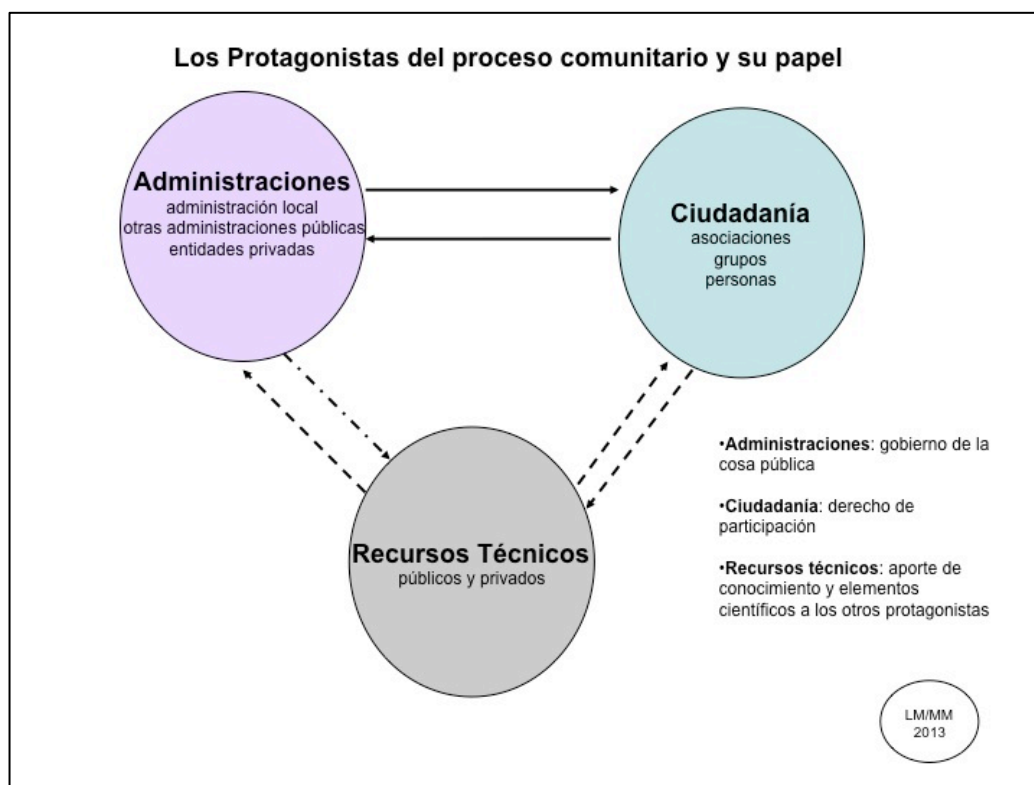 Los Protagonistas del proceso comunitario y su papel
Administraciones
administración local
otras administraciones públicas
entidades privadas
Ciudadanía
asociaciones
grupos
personas
Recursos Técnicos
públicos y privados
•Administraciones: gobierno de la
cosa pública
•Ciudadanía: derecho de
participación
•Recursos técnicos: aporte de
conocimiento y elementos
científicos a los otros protagonistas
LM/MM
2013